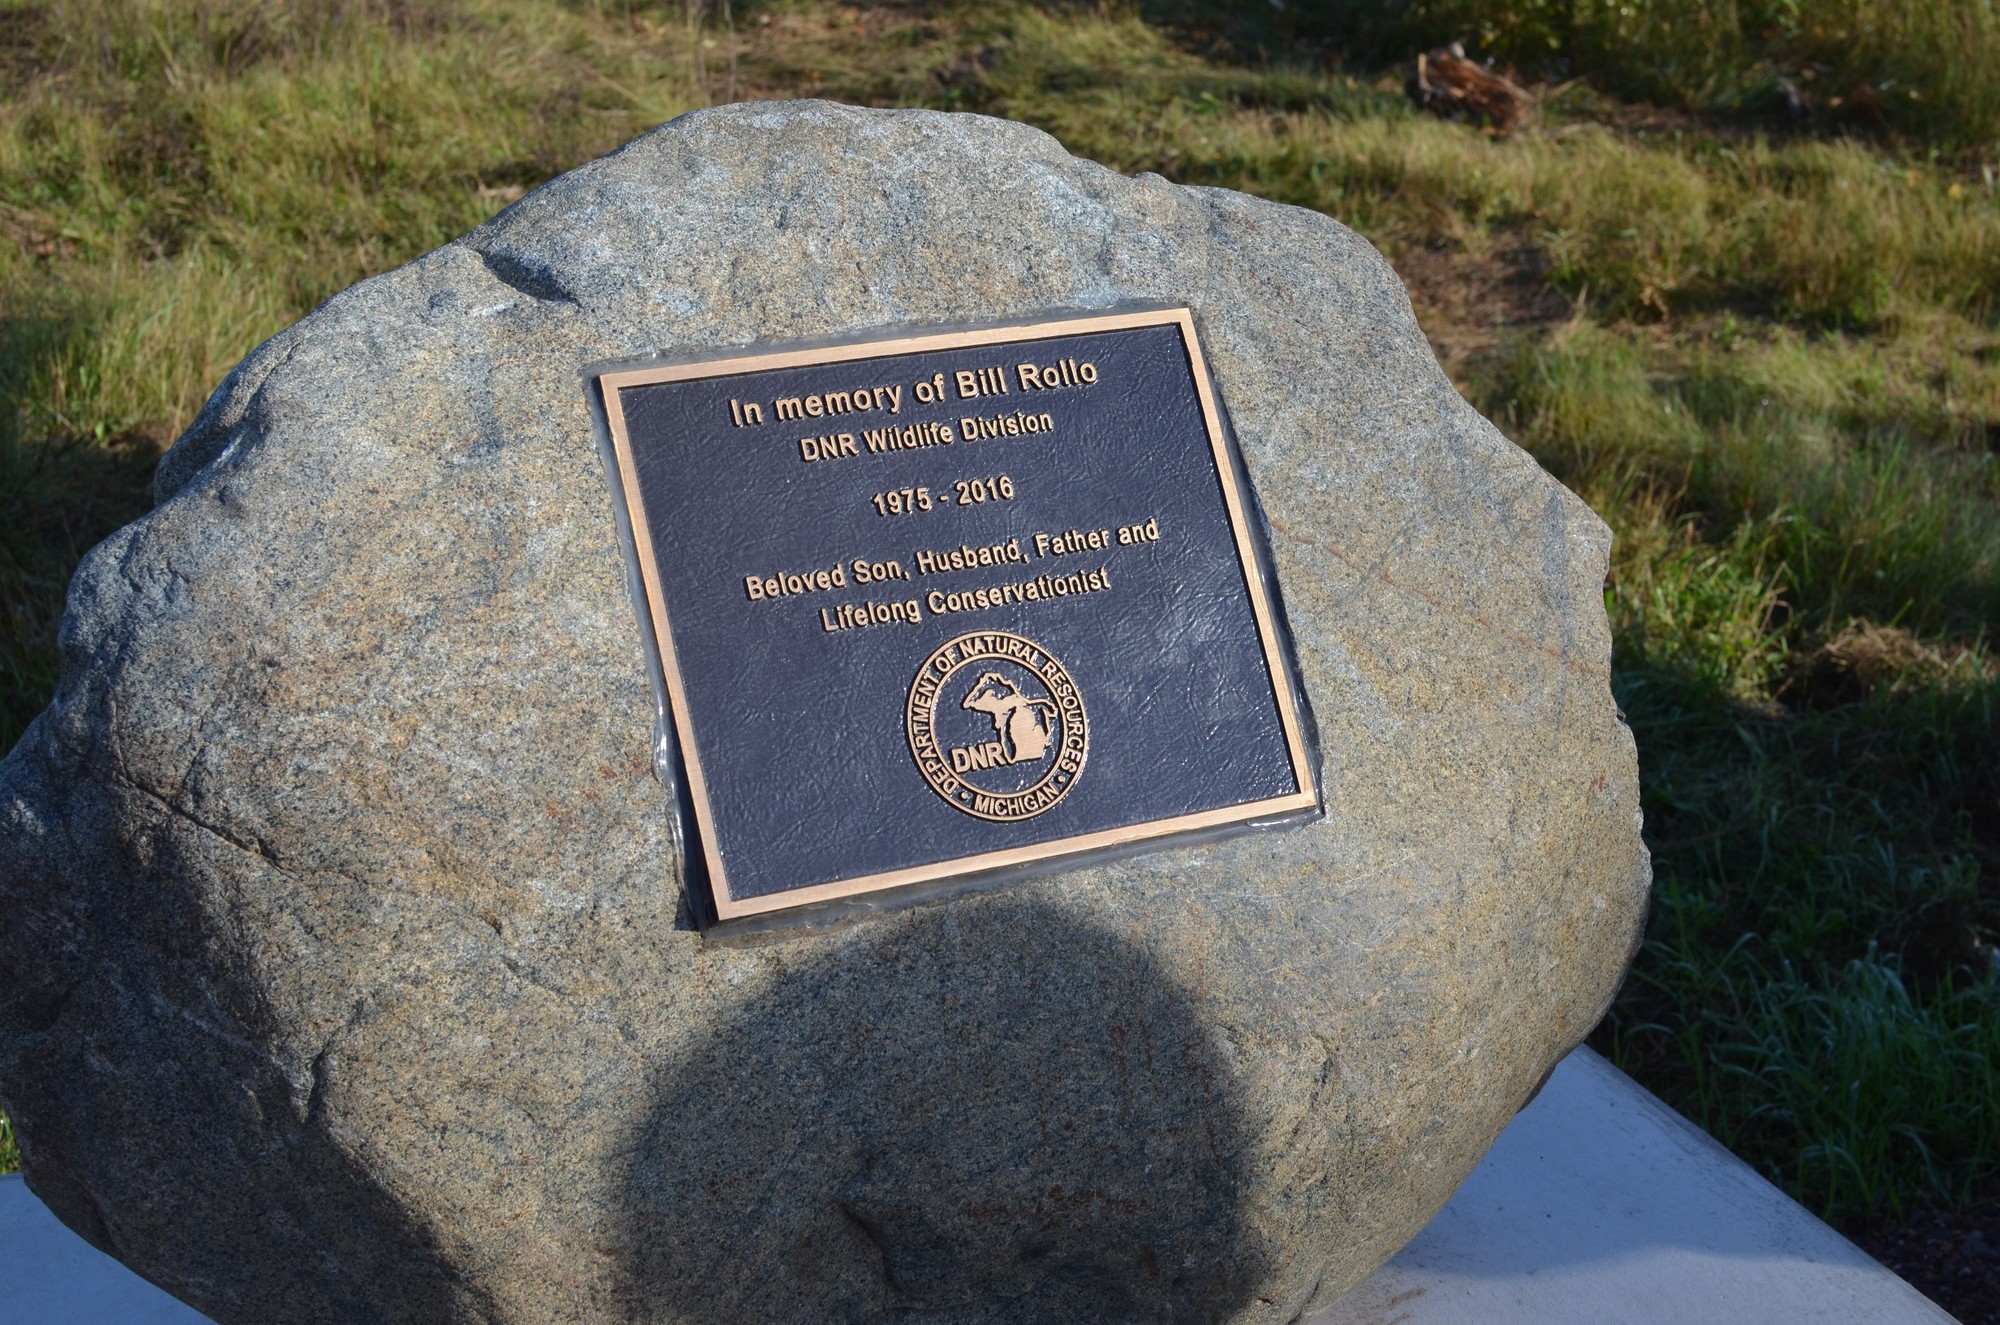 In memory of Bill Rollo
DNR Wildlife Division
1975 - 2016
Beloved Son, Husband, Father and
Lifelong Conservationist
DEPARTMENT OF NATURAL RESOURCES
DNR
• MICHIGAN •